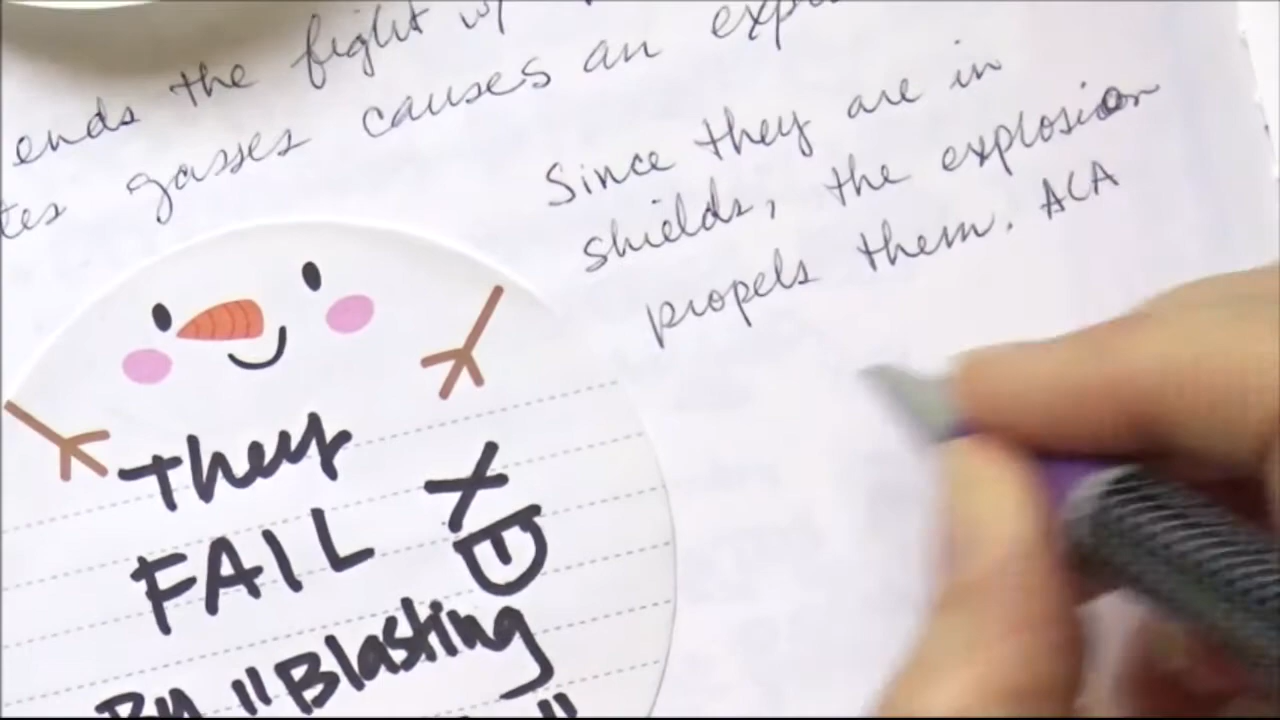 ends the fight w/
gasses causes an
Since they are in
shields, the explosion
propels them. ACA
They
FAIL XD
By "Blasting
"